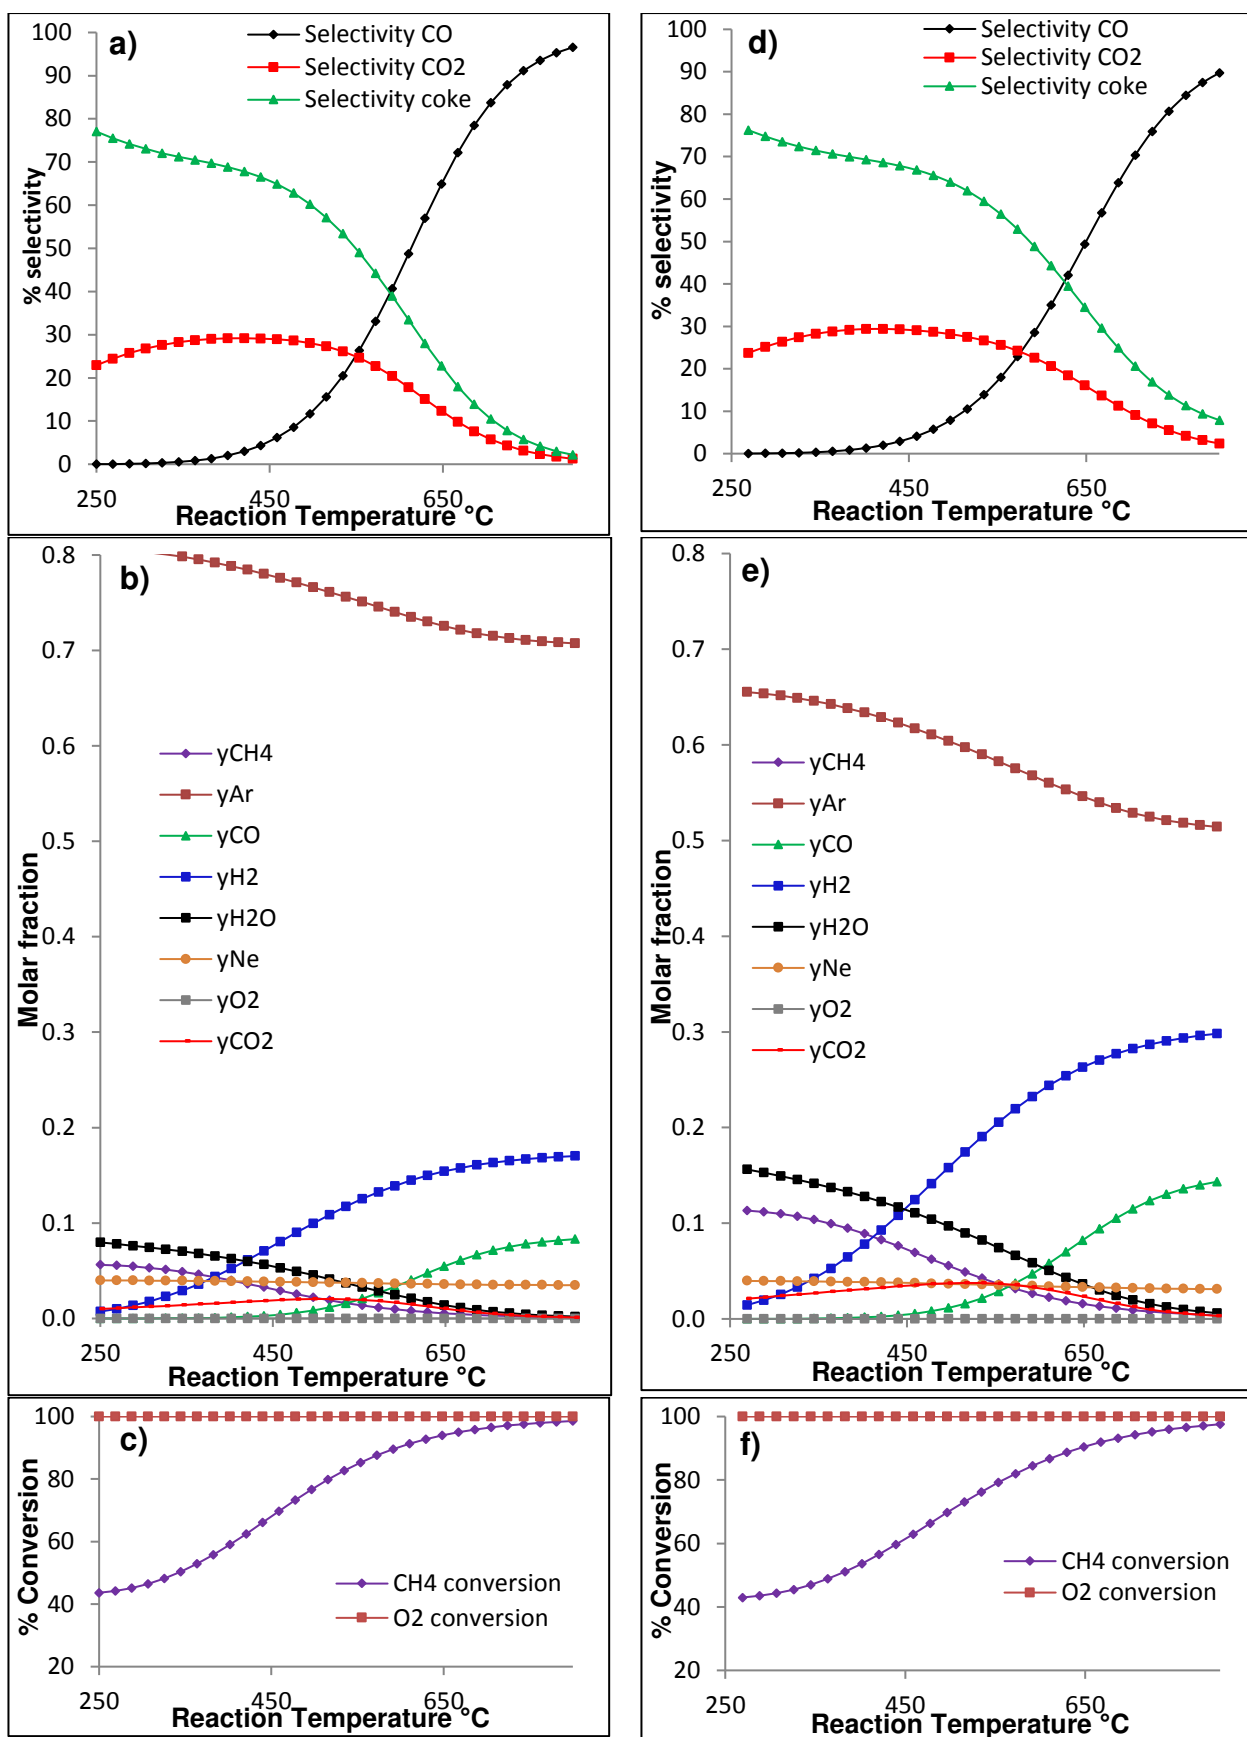 a)
Selectivity CO
Selectivity CO2
Selectivity coke
100
90
80
70
60
50
40
30
20
10
0
% selectivity
250 450 650
Reaction Temperature °C
d)
Selectivity CO
Selectivity CO2
Selectivity coke
100
90
80
70
60
50
40
30
20
10
0
% selectivity
250 450 650
Reaction Temperature °C
b)
0.8
0.7
0.6
0.5
0.4
0.3
0.2
0.1
0.0
Molar fraction
yCH4
yAr
yCO
yH2
yH2O
yNe
yO2
yCO2
250 450 650
Reaction Temperature °C
e)
0.8
0.7
0.6
0.5
0.4
0.3
0.2
0.1
0.0
Molar fraction
yCH4
yAr
yCO
yH2
yH2O
yNe
yO2
yCO2
250 450 650
Reaction Temperature °C
c)
100
80
60
40
20
% Conversion
CH4 conversion
O2 conversion
250 450 650
Reaction Temperature °C
f)
100
80
60
40
20
% Conversion
CH4 conversion
O2 conversion
250 450 650
Reaction Temperature °C